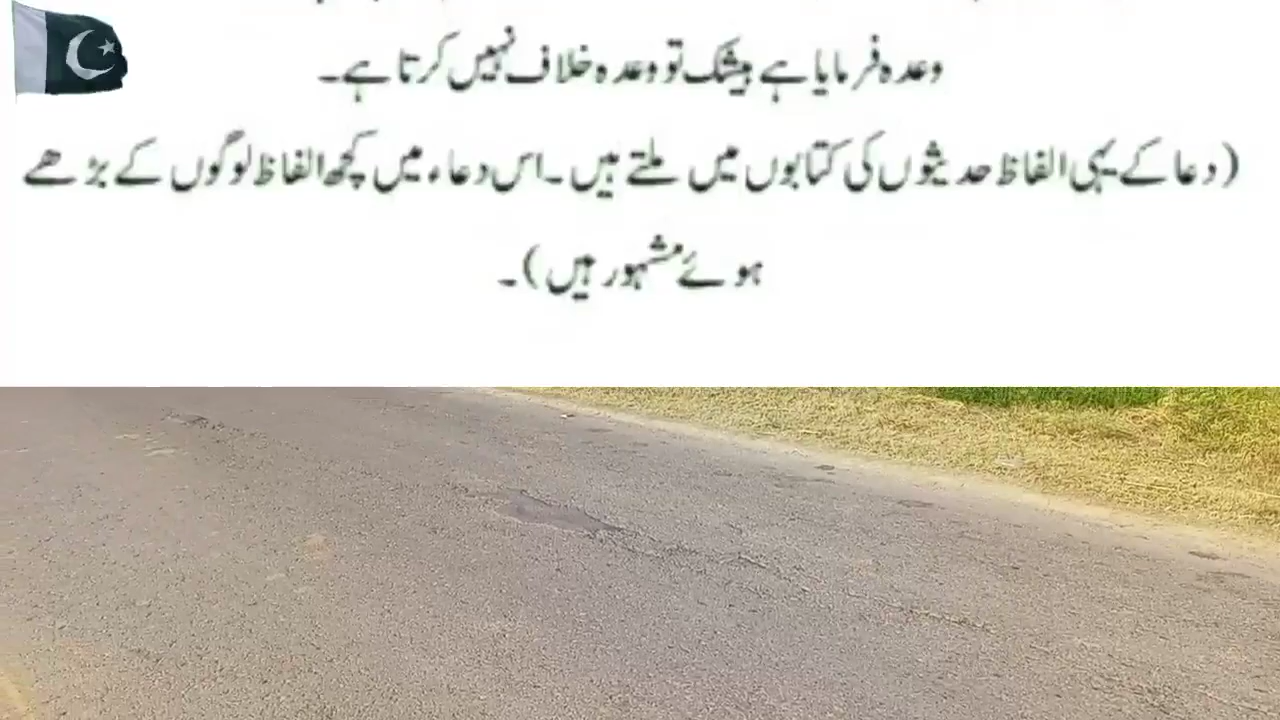 وعدہ فرمایا ہے بیشک تو وعدہ خلاف نہیں کرتا ہے۔
(دعا کے یہی الفاظ حدیثوں کی کتابوں میں ملتے ہیں۔ اس دعاء میں کچھ الفاظ لوگوں کے بڑھے
ہوئے مشہور ہیں)۔